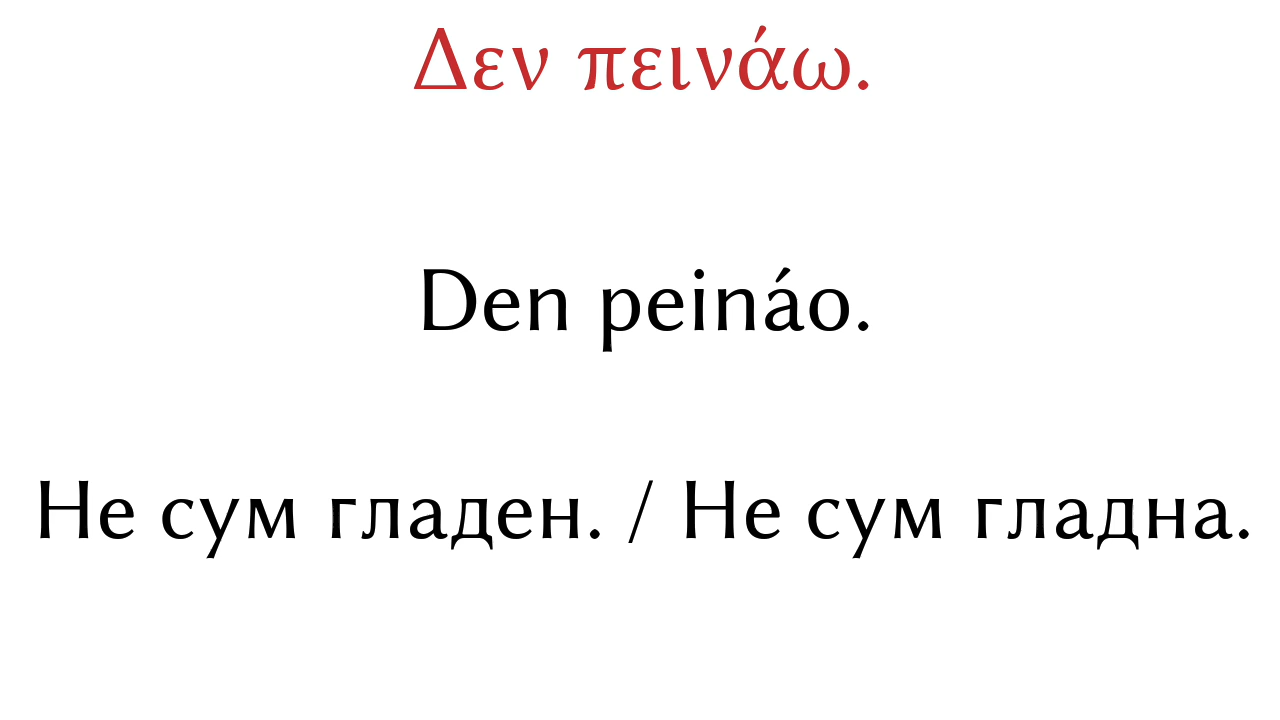 Δεν πεινάω.
Den peináo.
Не сум гладен. / Не сум гладна.